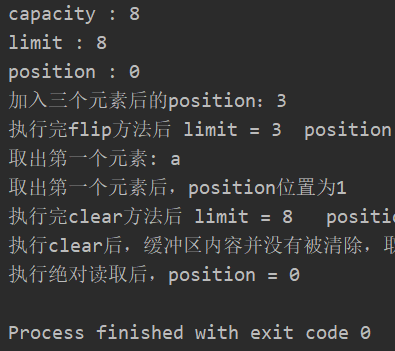 capacity : 8
limit : 8
position : 0
加入三个元素后的position：3
执行完flip方法后 limit = 3  position
取出第一个元素: a
取出第一个元素后，position位置为1
执行完clear方法后 limit = 8   positi
执行clear后，缓冲区内容并没有被清除，取
执行绝对读取后，position = 0
Process finished with exit code 0